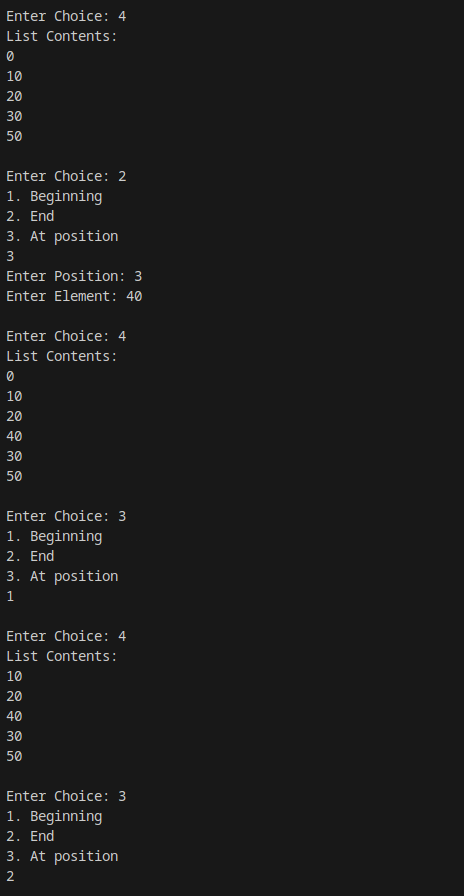 Enter Choice: 4
List Contents:
0
10
20
30
50
Enter Choice: 2
1. Beginning
2. End
3. At position
3
Enter Position: 3
Enter Element: 40
Enter Choice: 4
List Contents:
0
10
20
40
30
50
Enter Choice: 3
1. Beginning
2. End
3. At position
1
Enter Choice: 4
List Contents:
10
20
40
30
50
Enter Choice: 3
1. Beginning
2. End
3. At position
2